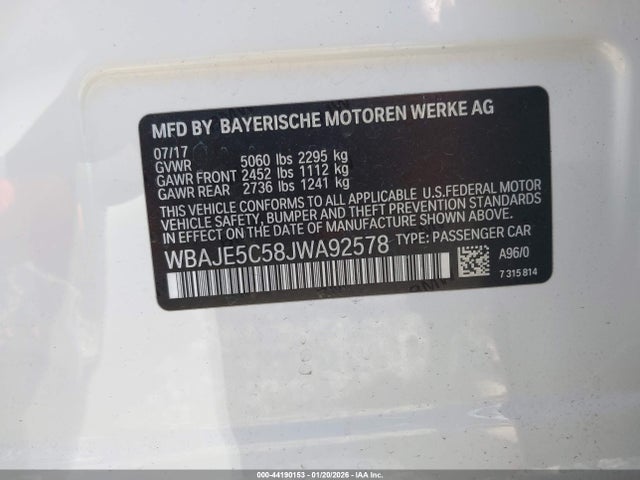 MFD BY BAYERISCHE MOTOREN WERKE AG
07/17
GVWR 5060 lbs 2295 kg
GAWR FRONT 2452 lbs 1112 kg
GAWR REAR 2736 lbs 1241 kg
THIS VEHICLE CONFORMS TO ALL APPLICABLE U.S.FEDERAL MOTOR
VEHICLE SAFETY, BUMPER AND THEFT PREVENTION STANDARDS
IN EFFECT ON THE DATE OF MANUFACTURE SHOWN ABOVE.
WBAJE5C58JWA92578 TYPE: PASSENGER CAR
A96/0
7 315 814
000-44190153 - 01/20/2026 - IAAI.COM